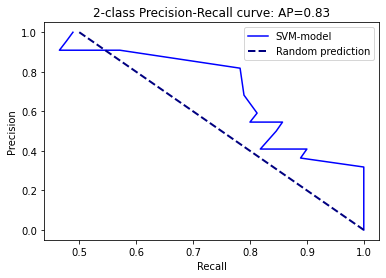 2-class Precision-Recall curve: AP=0.83
SVM-model
Random prediction
1.0
0.8
0.6
0.4
0.2
0.0
Precision
0.5
0.6
0.7
0.8
0.9
1.0
Recall